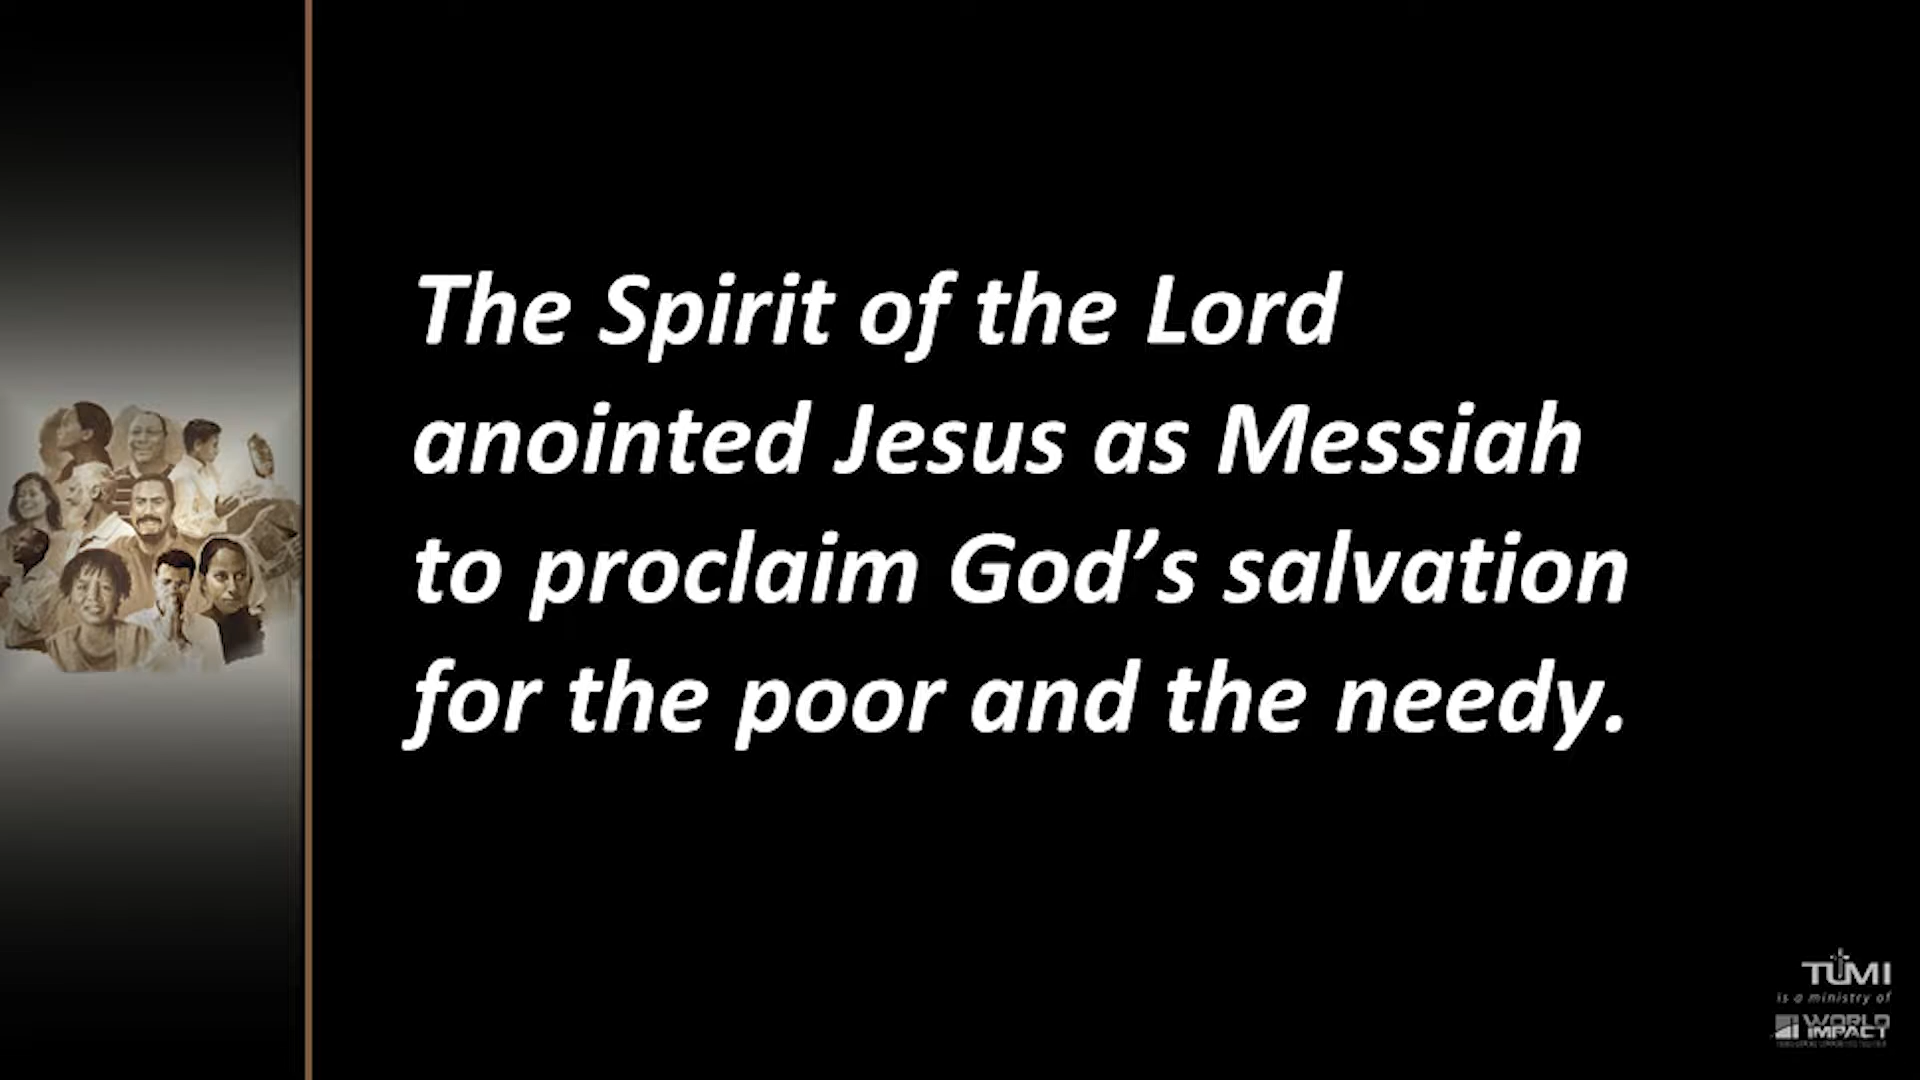 The Spirit of the Lord
anointed Jesus as Messiah
to proclaim God’s salvation
for the poor and the needy.
TUMI
is a ministry of
WORLD
IMPACT